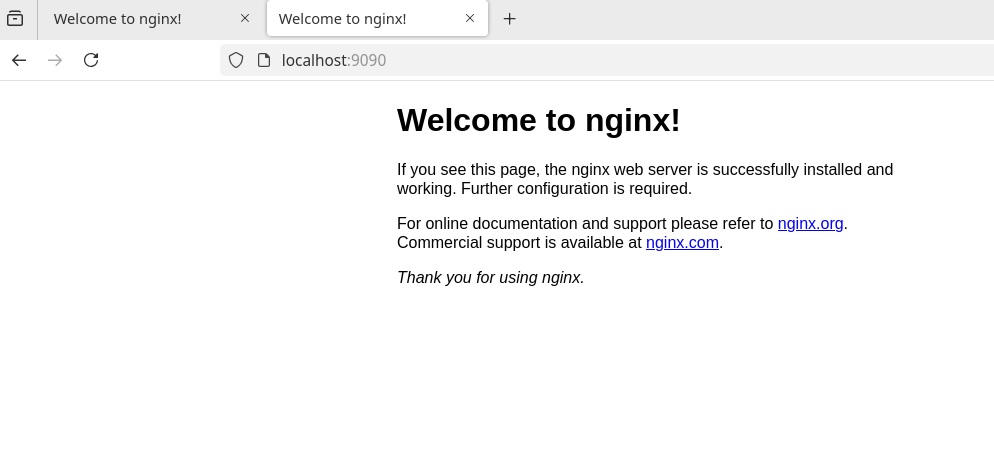 Welcome to nginx!
Welcome to nginx!
localhost:9090
Welcome to nginx!
If you see this page, the nginx web server is successfully installed and
working. Further configuration is required.
For online documentation and support please refer to nginx.org.
Commercial support is available at nginx.com.
Thank you for using nginx.